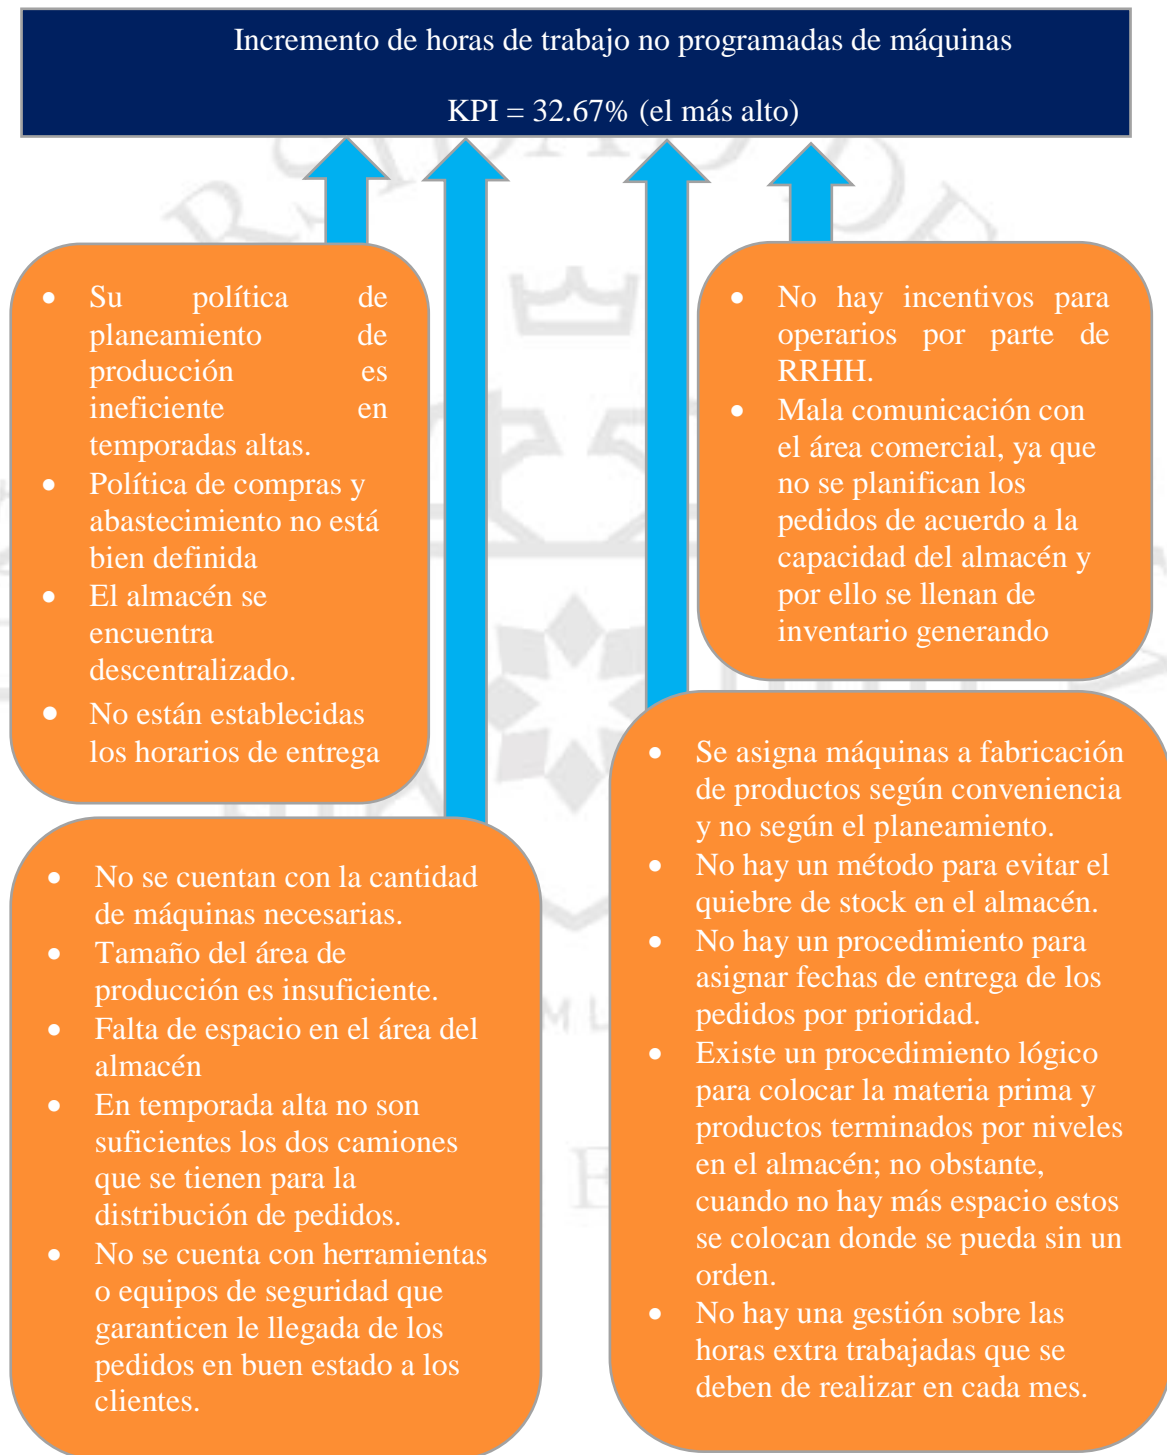 Incremento de horas de trabajo no programadas de máquinas
KPI = 32.67% (el más alto)
• Su política de
planeamiento de
producción es
ineficiente en
temporadas altas.
• Política de compras y
abastecimiento no está
bien definida
• El almacén se
encuentra
descentralizado.
• No están establecidas
los horarios de entrega
• No hay incentivos para
operarios por parte de
RRHH.
• Mala comunicación con
el área comercial, ya que
no se planifican los
pedidos de acuerdo a la
capacidad del almacén y
por ello se llenan de
inventario generando
• No se cuentan con la cantidad
de máquinas necesarias.
• Tamaño del área de
producción es insuficiente.
• Falta de espacio en el área del
almacén
• En temporada alta no son
suficientes los dos camiones
que se tienen para la
distribución de pedidos.
• No se cuenta con herramientas
o equipos de seguridad que
garanticen le llegada de los
pedidos en buen estado a los
clientes.
• Se asigna máquinas a fabricación
de productos según conveniencia
y no según el planeamiento.
• No hay un método para evitar el
quiebre de stock en el almacén.
• No hay un procedimiento para
asignar fechas de entrega de los
pedidos por prioridad.
• Existe un procedimiento lógico
para colocar la materia prima y
productos terminados por niveles
en el almacén; no obstante,
cuando no hay más espacio estos
se colocan donde se pueda sin un
orden.
• No hay una gestión sobre las
horas extra trabajadas que se
deben de realizar en cada mes.